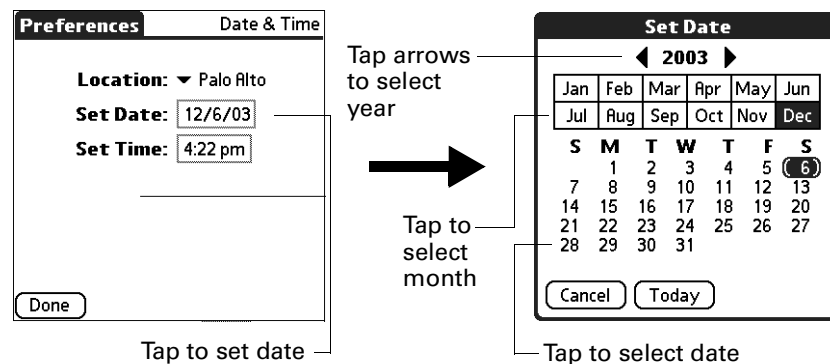 Preferences Date & Time
Location: Palo Alto
Set Date: 12/6/03
Set Time: 4:22 pm
Done
Tap to set date
Tap arrows
to select
year
Tap to
select
month
Set Date
2003
Jan Feb Mar Apr May Jun
Jul Aug Sep Oct Nov Dec
S M T W T F S
1 2 3 4 5 6
7 8 9 10 11 12 13
14 15 16 17 18 19 20
21 22 23 24 25 26 27
28 29 30 31
Cancel Today
Tap to select date